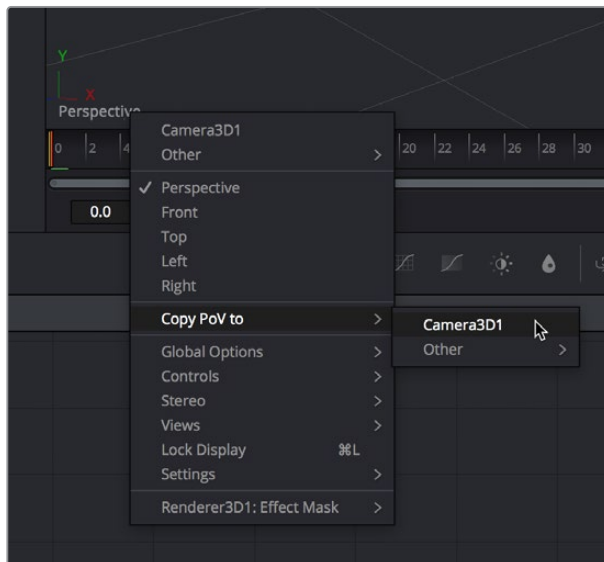 Y
X
Perspective
0 2 4 20 22 24 26 28 30
0.0
Camera3D1
Other
Perspective
Front
Top
Left
Right
Copy PoV to
Camera3D1
Other
Global Options
Controls
Stereo
Views
Lock Display ⌘L
Settings
Renderer3D1: Effect Mask